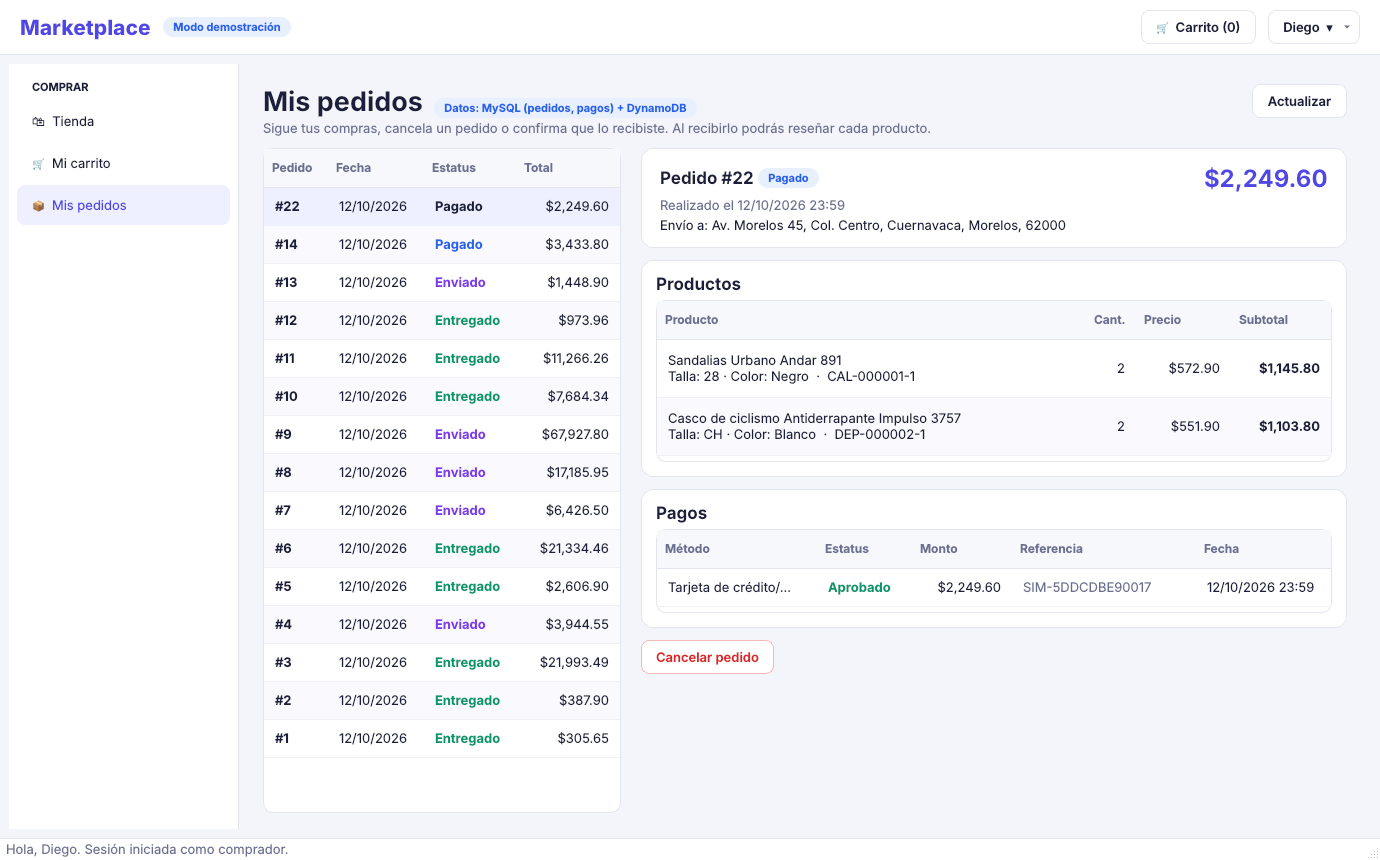 Marketplace Modo demostración 🛒 Carrito (0) Diego ▾
COMPRAR
Tienda
Mi carrito
Mis pedidos
Mis pedidos Datos: MySQL (pedidos, pagos) + DynamoDB Actualizar
Sigue tus compras, cancela un pedido o confirma que lo recibiste. Al recibirlo podrás reseñar cada producto.
Pedido Fecha Estatus Total
#22 12/10/2026 Pagado $2,249.60
#14 12/10/2026 Pagado $3,433.80
#13 12/10/2026 Enviado $1,448.90
#12 12/10/2026 Entregado $973.96
#11 12/10/2026 Entregado $11,266.26
#10 12/10/2026 Entregado $7,684.34
#9 12/10/2026 Enviado $67,927.80
#8 12/10/2026 Enviado $17,185.95
#7 12/10/2026 Enviado $6,426.50
#6 12/10/2026 Entregado $21,334.46
#5 12/10/2026 Entregado $2,606.90
#4 12/10/2026 Enviado $3,944.55
#3 12/10/2026 Entregado $21,993.49
#2 12/10/2026 Entregado $387.90
#1 12/10/2026 Entregado $305.65
Pedido #22 Pagado $2,249.60
Realizado el 12/10/2026 23:59
Envío a: Av. Morelos 45, Col. Centro, Cuernavaca, Morelos, 62000
Productos
Producto Cant. Precio Subtotal
Sandalias Urbano Andar 891
Talla: 28 · Color: Negro · CAL-000001-1 2 $572.90 $1,145.80
Casco de ciclismo Antiderrapante Impulso 3757
Talla: CH · Color: Blanco · DEP-000002-1 2 $551.90 $1,103.80
Pagos
Método Estatus Monto Referencia Fecha
Tarjeta de crédito/... Aprobado $2,249.60 SIM-5DDCDBE90017 12/10/2026 23:59
Cancelar pedido
Hola, Diego. Sesión iniciada como comprador.